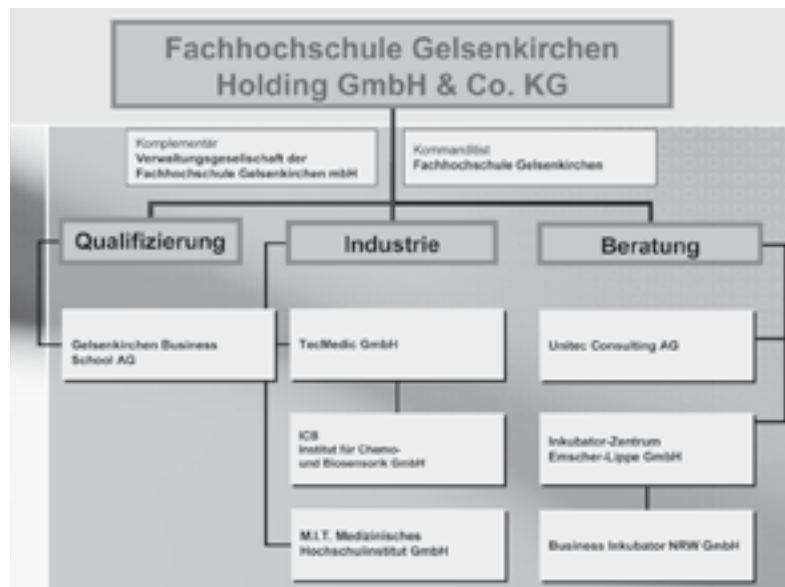 Fachhochschule Gelsenkirchen
Holding GmbH & Co. KG
Komplementär
Verwaltungsgesellschaft der
Fachhochschule Gelsenkirchen mbH
Kommanditist
Fachhochschule Gelsenkirchen
Qualifizierung
Industrie
Beratung
Gelsenkirchen Business
School AG
TecMedic GmbH
Unitec Consulting AG
ICB
Institut für Chemo-
und Biosensorik GmbH
Inkubator-Zentrum
Emscher-Lippe GmbH
M.I.T. Medizinisches
Hochschulinstitut GmbH
Business Inkubator NRW GmbH